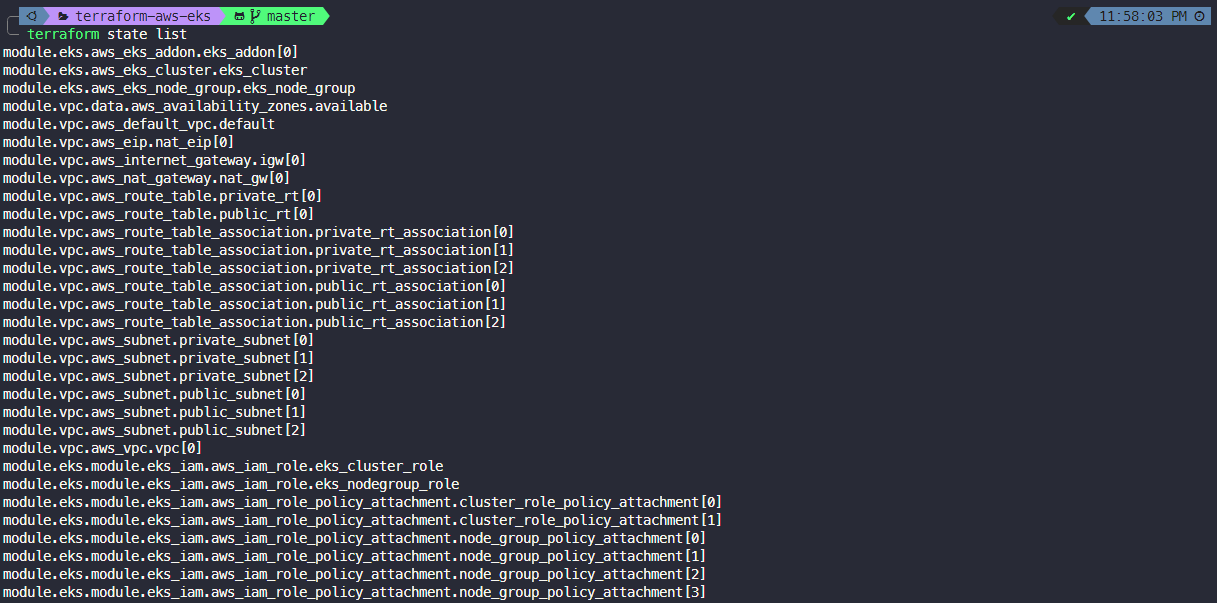 terraform-aws-eks master ✔ 11:58:03 PM
terraform state list
module.eks.aws_eks_addon.eks_addon[0]
module.eks.aws_eks_cluster.eks_cluster
module.eks.aws_eks_node_group.eks_node_group
module.vpc.data.aws_availability_zones.available
module.vpc.aws_default_vpc.default
module.vpc.aws_eip.nat_eip[0]
module.vpc.aws_internet_gateway.igw[0]
module.vpc.aws_nat_gateway.nat_gw[0]
module.vpc.aws_route_table.private_rt[0]
module.vpc.aws_route_table.public_rt[0]
module.vpc.aws_route_table_association.private_rt_association[0]
module.vpc.aws_route_table_association.private_rt_association[1]
module.vpc.aws_route_table_association.private_rt_association[2]
module.vpc.aws_route_table_association.public_rt_association[0]
module.vpc.aws_route_table_association.public_rt_association[1]
module.vpc.aws_route_table_association.public_rt_association[2]
module.vpc.aws_subnet.private_subnet[0]
module.vpc.aws_subnet.private_subnet[1]
module.vpc.aws_subnet.private_subnet[2]
module.vpc.aws_subnet.public_subnet[0]
module.vpc.aws_subnet.public_subnet[1]
module.vpc.aws_subnet.public_subnet[2]
module.vpc.aws_vpc.vpc[0]
module.eks.module.eks_iam.aws_iam_role.eks_cluster_role
module.eks.module.eks_iam.aws_iam_role.eks_nodegroup_role
module.eks.module.eks_iam.aws_iam_role_policy_attachment.cluster_role_policy_attachment[0]
module.eks.module.eks_iam.aws_iam_role_policy_attachment.cluster_role_policy_attachment[1]
module.eks.module.eks_iam.aws_iam_role_policy_attachment.node_group_policy_attachment[0]
module.eks.module.eks_iam.aws_iam_role_policy_attachment.node_group_policy_attachment[1]
module.eks.module.eks_iam.aws_iam_role_policy_attachment.node_group_policy_attachment[2]
module.eks.module.eks_iam.aws_iam_role_policy_attachment.node_group_policy_attachment[3]